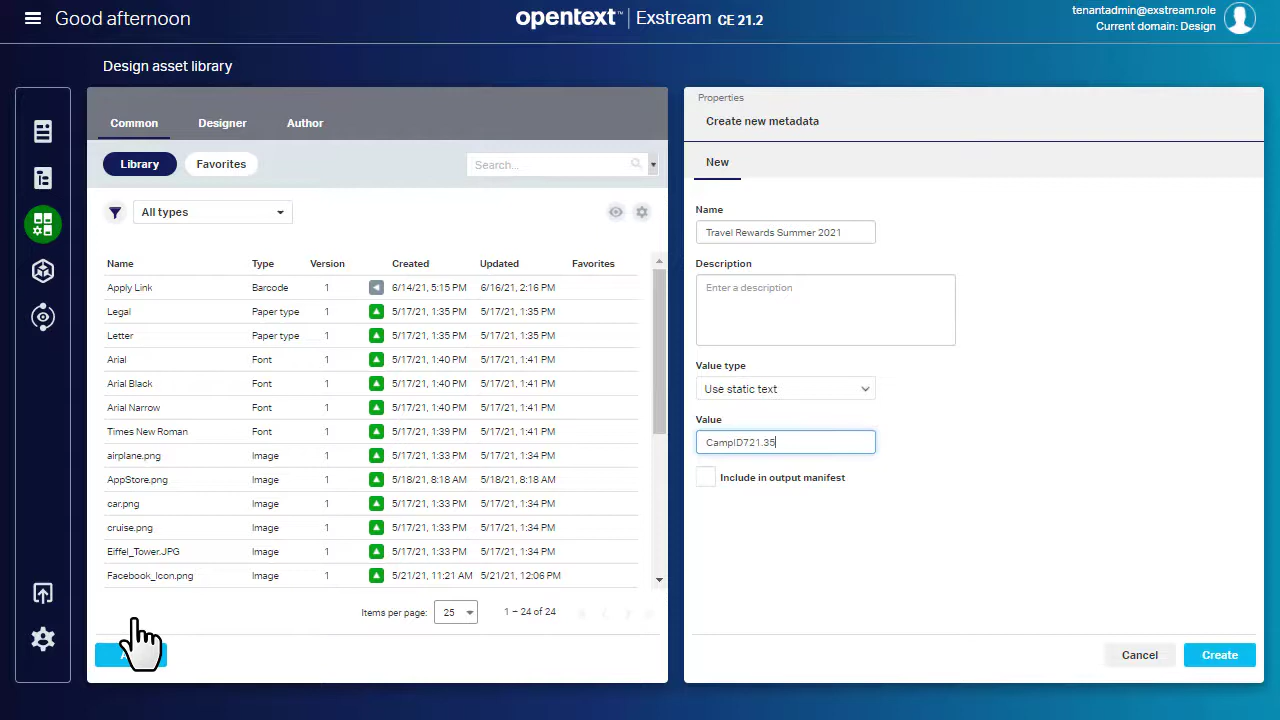 Good afternoon
opentext™ | Exstream CE 21.2
tenantadmin@exstream.role
Current domain: Design
Design asset library
Common Designer Author
Library Favorites Search...
All types
Name Type Version Created Updated Favorites
Apply Link Barcode 1 6/14/21, 5:15 PM 6/16/21, 2:16 PM
Legal Paper type 1 5/17/21, 1:35 PM 5/17/21, 1:35 PM
Letter Paper type 1 5/17/21, 1:35 PM 5/17/21, 1:35 PM
Arial Font 1 5/17/21, 1:40 PM 5/17/21, 1:41 PM
Arial Black Font 1 5/17/21, 1:40 PM 5/17/21, 1:41 PM
Arial Narrow Font 1 5/17/21, 1:40 PM 5/17/21, 1:41 PM
Times New Roman Font 1 5/17/21, 1:39 PM 5/17/21, 1:41 PM
airplane.png Image 1 5/17/21, 1:33 PM 5/17/21, 1:34 PM
AppStore.png Image 1 5/18/21, 8:18 AM 5/18/21, 8:18 AM
car.png Image 1 5/17/21, 1:33 PM 5/17/21, 1:34 PM
cruise.png Image 1 5/17/21, 1:33 PM 5/17/21, 1:34 PM
Eiffel_Tower.JPG Image 1 5/17/21, 1:33 PM 5/17/21, 1:34 PM
Facebook_Icon.png Image 1 5/21/21, 11:21 AM 5/21/21, 12:06 PM
Items per page: 25 1 – 24 of 24
Properties
Create new metadata
New
Name
Travel Rewards Summer 2021
Description
Enter a description
Value type
Use static text
Value
CampID721.35
Include in output manifest
Cancel Create